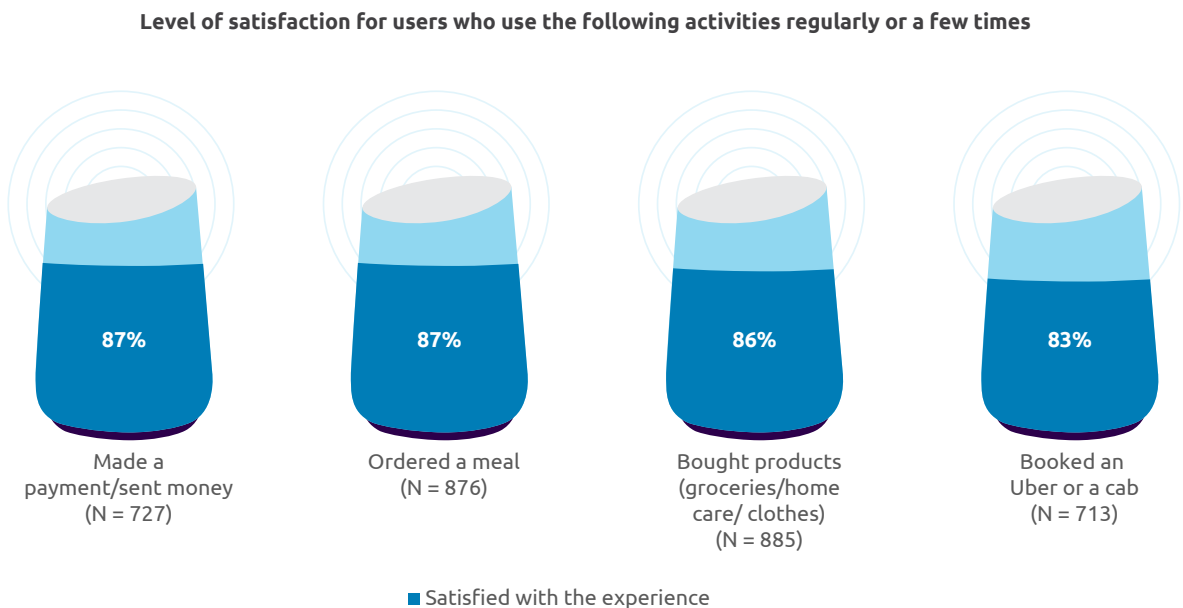 Level of satisfaction for users who use the following activities regularly or a few times
87%
87%
86%
83%
Made a
payment/sent money
(N = 727)
Ordered a meal
(N = 876)
Bought products
(groceries/home
care/ clothes)
(N = 885)
Booked an
Uber or a cab
(N = 713)
Satisfied with the experience